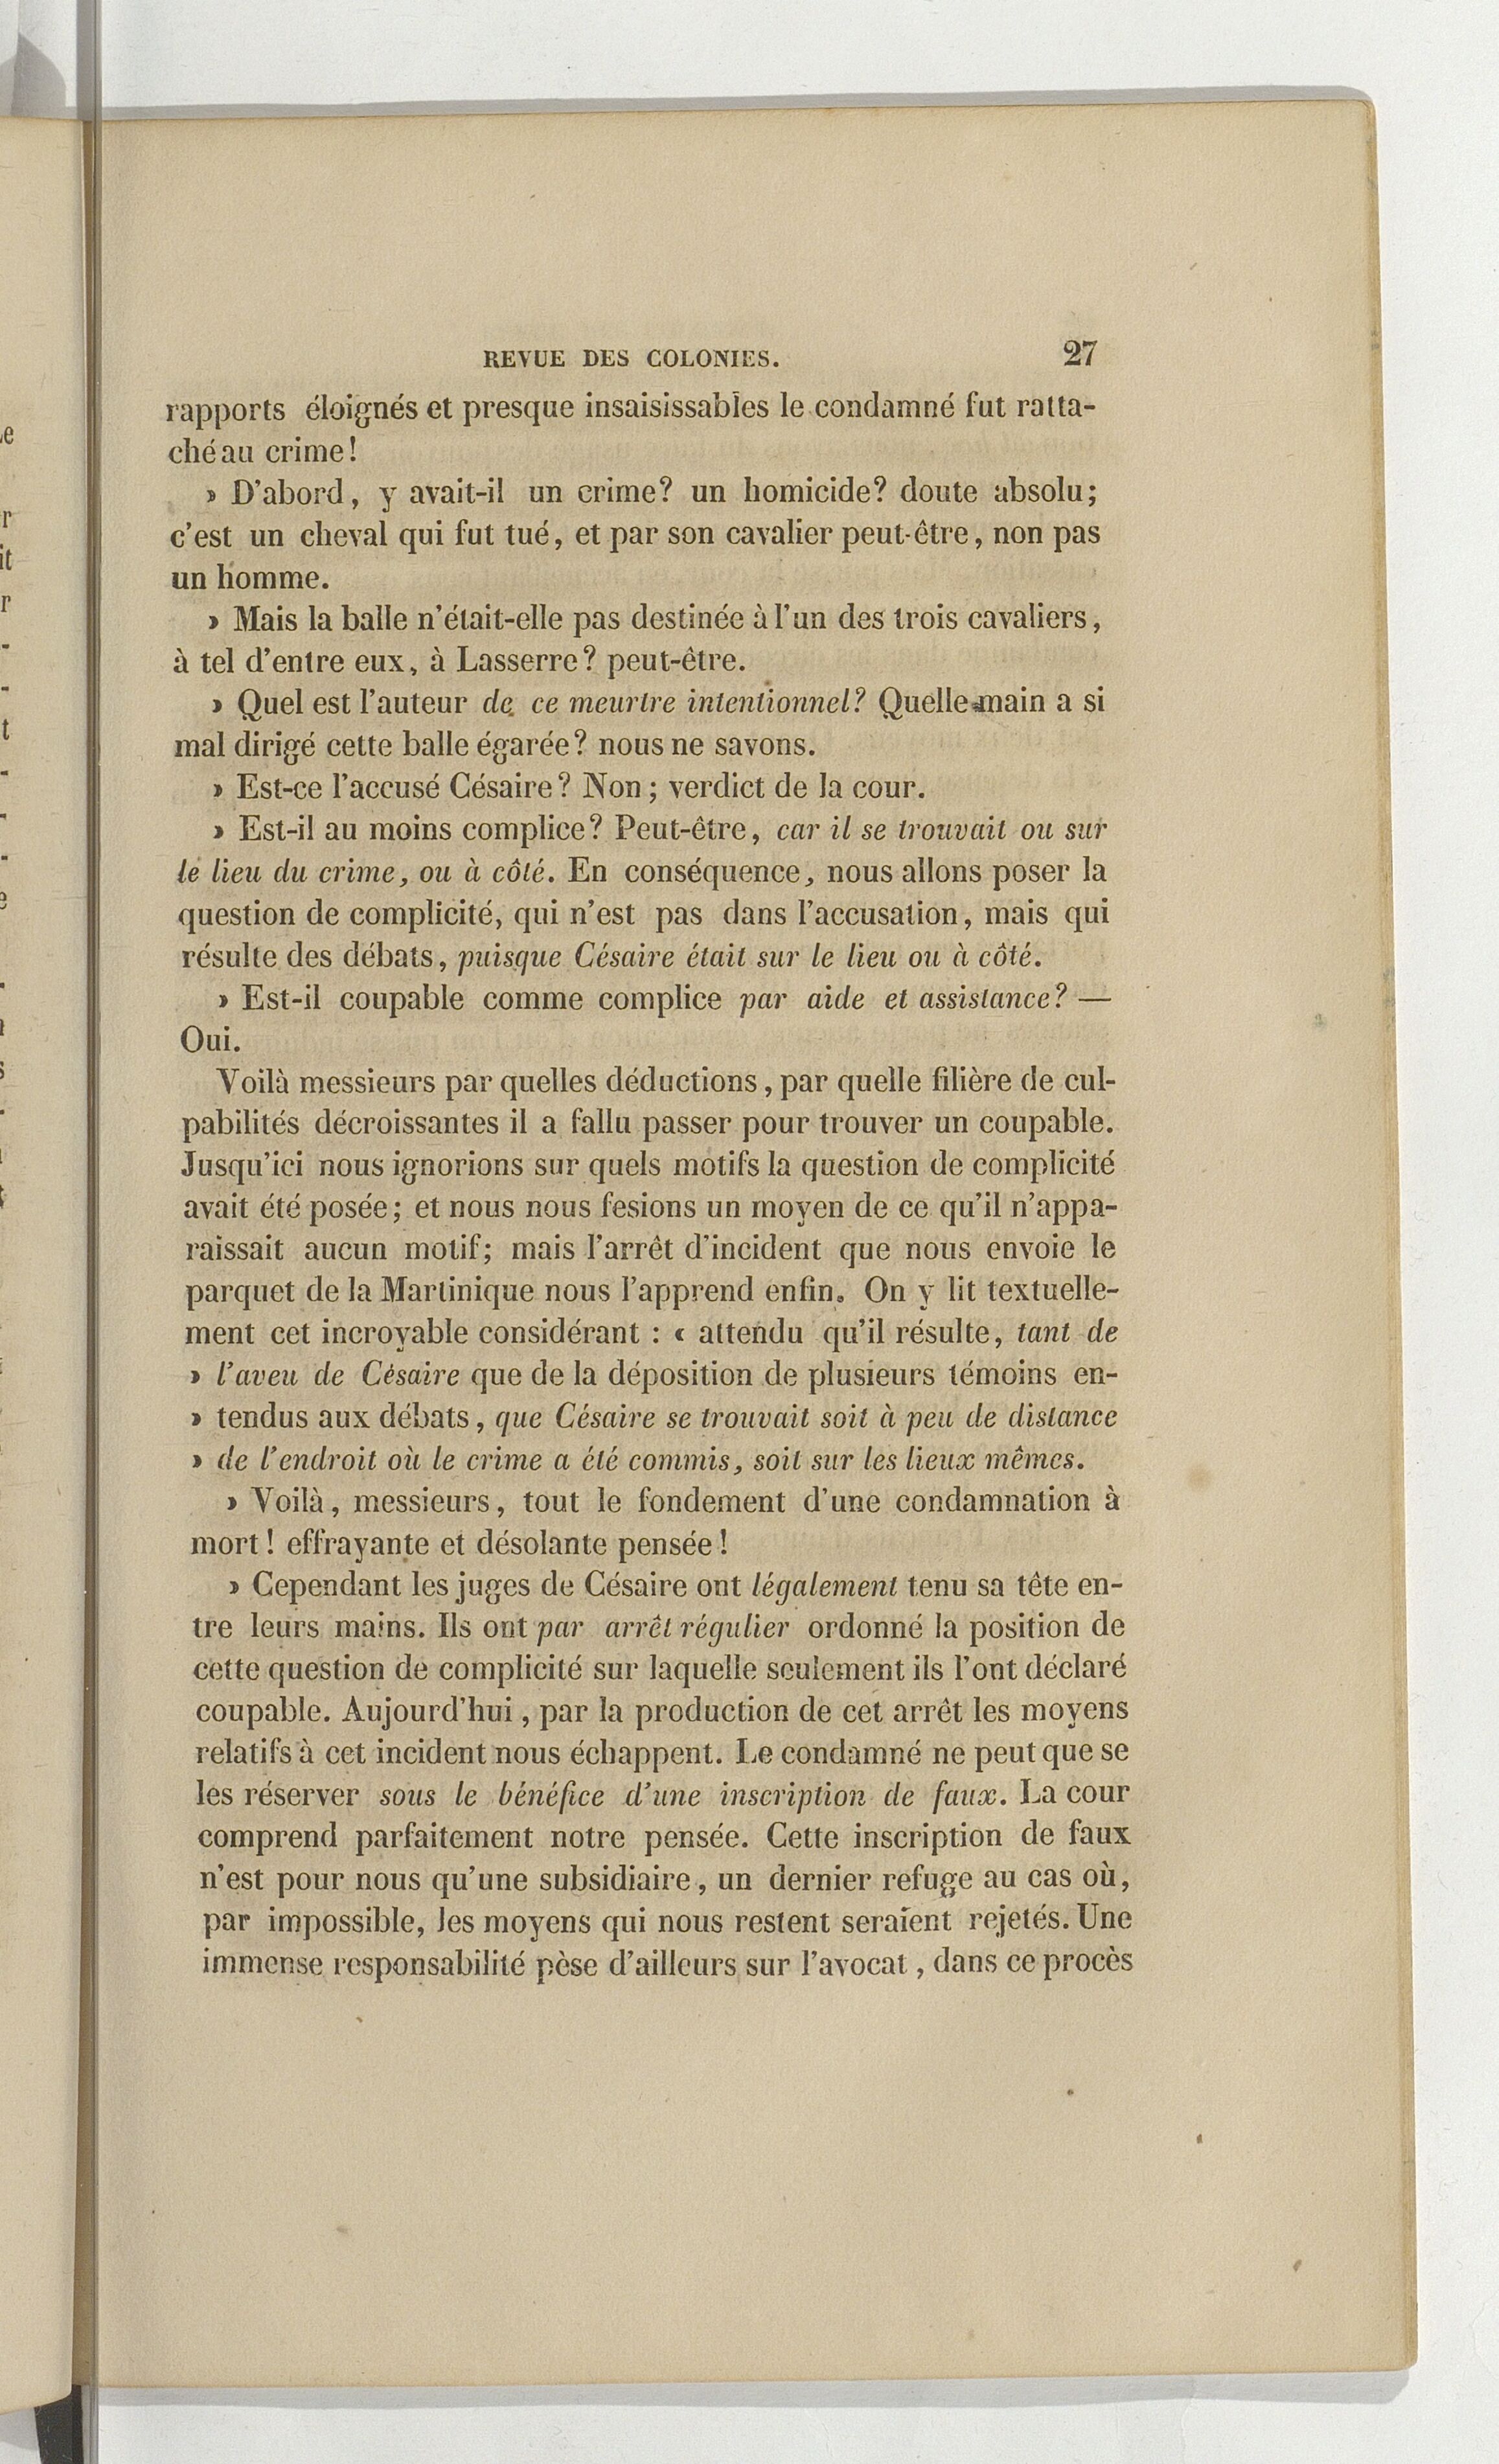 REVUE DES COLONIES. 27
rapports éloignés et presque insaisissables le condamné fut ratta-
ché au crime!
» D'abord, y avait-il un crime? un homicide? doute absolu;
c'est un cheval qui fut tué, et par son cavalier peut-être, non pas
un homme.
» Mais la balle n'était-elle pas destinée à l'un des trois cavaliers,
à tel d'entre eux, à Lasserre? peut-être.
» Quel est l'auteur de ce meurtre intentionnel? Quelle main a si
mal dirigé cette balle égarée? nous ne savons.
» Est-ce l'accusé Césaire? Non; verdict de la cour.
» Est-il au moins complice? Peut-être, car il se trouvait ou sur
le lieu du crime, ou à côté. En conséquence, nous allons poser la
question de complicité, qui n'est pas dans l'accusation, mais qui
résulte des débats, puisque Césaire était sur le lieu ou à côté.
» Est-il coupable comme complice par aide et assistance? —
Oui.
Voilà messieurs par quelles déductions, par quelle filière de cul-
pabilités décroissantes il a fallu passer pour trouver un coupable.
Jusqu'ici nous ignorions sur quels motifs la question de complicité
avait été posée; et nous nous fesions un moyen de ce qu'il n'appa-
raissait aucun motif; mais l'arrêt d'incident que nous envoie le
parquet de la Martinique nous l'apprend enfin. On y lit textuelle-
ment cet incroyable considérant : « attendu qu'il résulte, tant de
» l'aveu de Césaire que de la déposition de plusieurs témoins en-
» tendus aux débats, que Césaire se trouvait soit à peu de distance
» de l'endroit où le crime a été commis, soit sur les lieux mêmes.
» Voilà, messieurs, tout le fondement d'une condamnation à
mort! effrayante et désolante pensée!
» Cependant les juges de Césaire ont légalement tenu sa tête en-
tre leurs mains. Ils ont par arrêt régulier ordonné la position de
cette question de complicité sur laquelle seulement ils l'ont déclaré
coupable. Aujourd'hui, par la production de cet arrêt les moyens
relatifs à cet incident nous échappent. Le condamné ne peut que se
les réserver sous le bénéfice d'une inscription de faux. La cour
comprend parfaitement notre pensée. Cette inscription de faux
n'est pour nous qu'une subsidiaire, un dernier refuge au cas où,
par impossible, les moyens qui nous restent seraient rejetés. Une
immense responsabilité pèse d'ailleurs sur l'avocat, dans ce procès